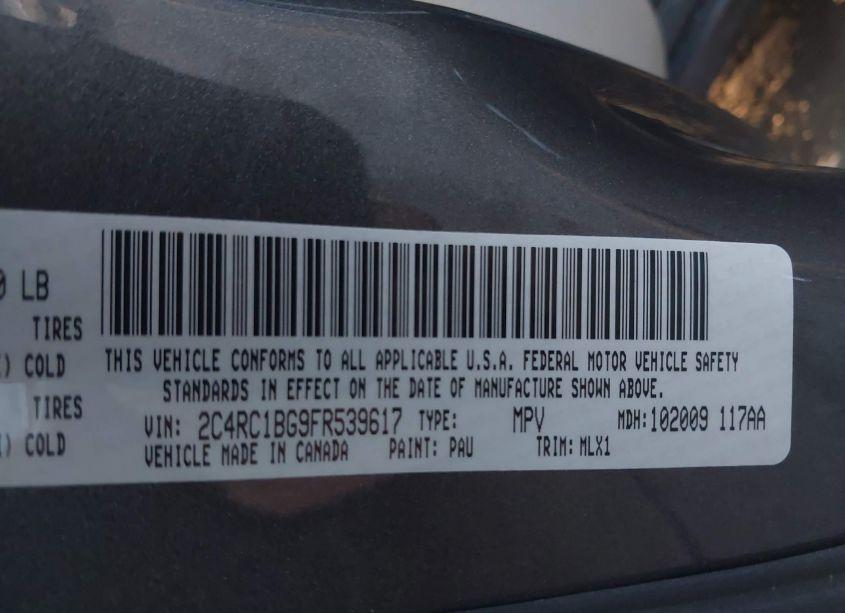 0 LB
TIRES
) COLD
TIRES
) COLD
THIS VEHICLE CONFORMS TO ALL APPLICABLE U.S.A. FEDERAL MOTOR VEHICLE SAFETY
STANDARDS IN EFFECT ON THE DATE OF MANUFACTURE SHOWN ABOVE.
VIN: 2C4RC1BG9FR539617 TYPE: MPV MDH:102009 117AA
VEHICLE MADE IN CANADA PAINT: PAU TRIM: MLX1